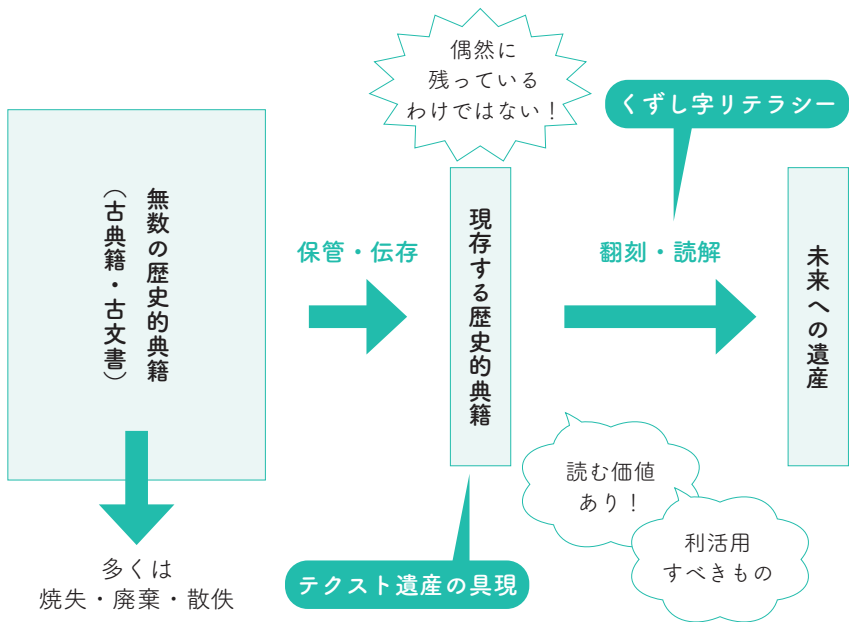 無数の歴史的典籍
（古典籍・古文書）
多くは
焼失・廃棄・散佚
保管・伝存
偶然に
残っている
わけではない！
現存する歴史的典籍
テクスト遺産の具現
くずし字リテラシー
翻刻・読解
読む価値
あり！
利活用
すべきもの
未来への遺産